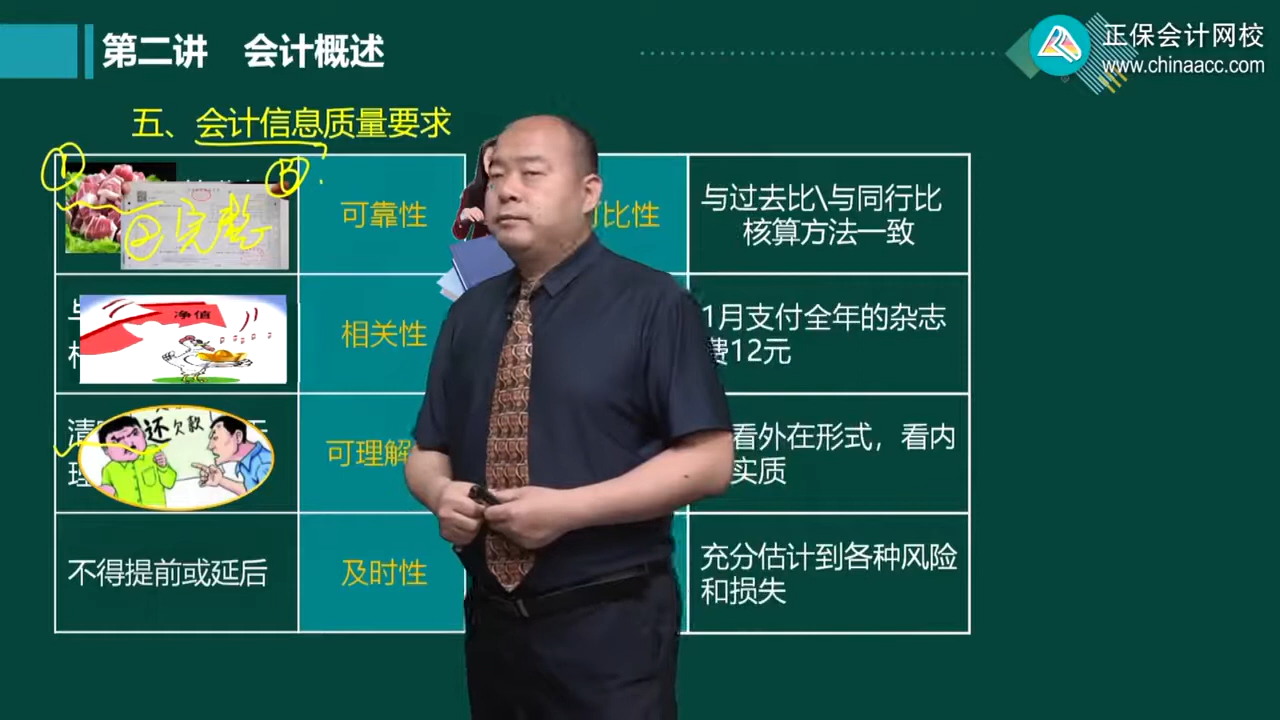 第二讲 会计概述
正保会计网校
www.chinaacc.com
五、会计信息质量要求
①
②完整
可靠性
可比性
与过去比\与同行比
核算方法一致
净值
相关性
1月支付全年的杂志
费12元
还欠款
可理解
看外在形式，看内
实质
不得提前或延后
及时性
充分估计到各种风险
和损失